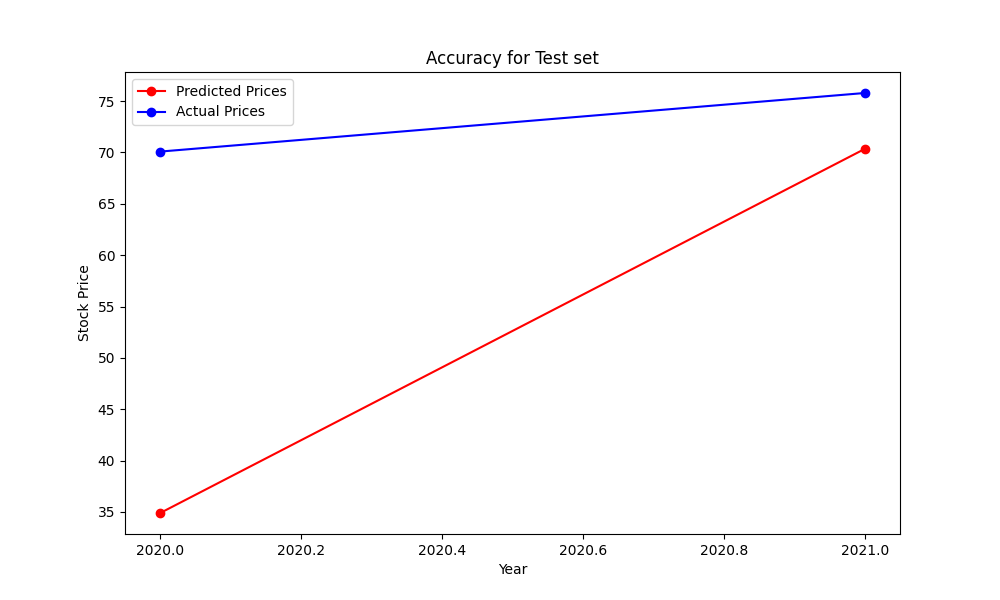 Accuracy for Test set
Predicted Prices
Actual Prices
75
70
65
60
55
50
45
40
35
Stock Price
2020.0 2020.2 2020.4 2020.6 2020.8 2021.0
Year